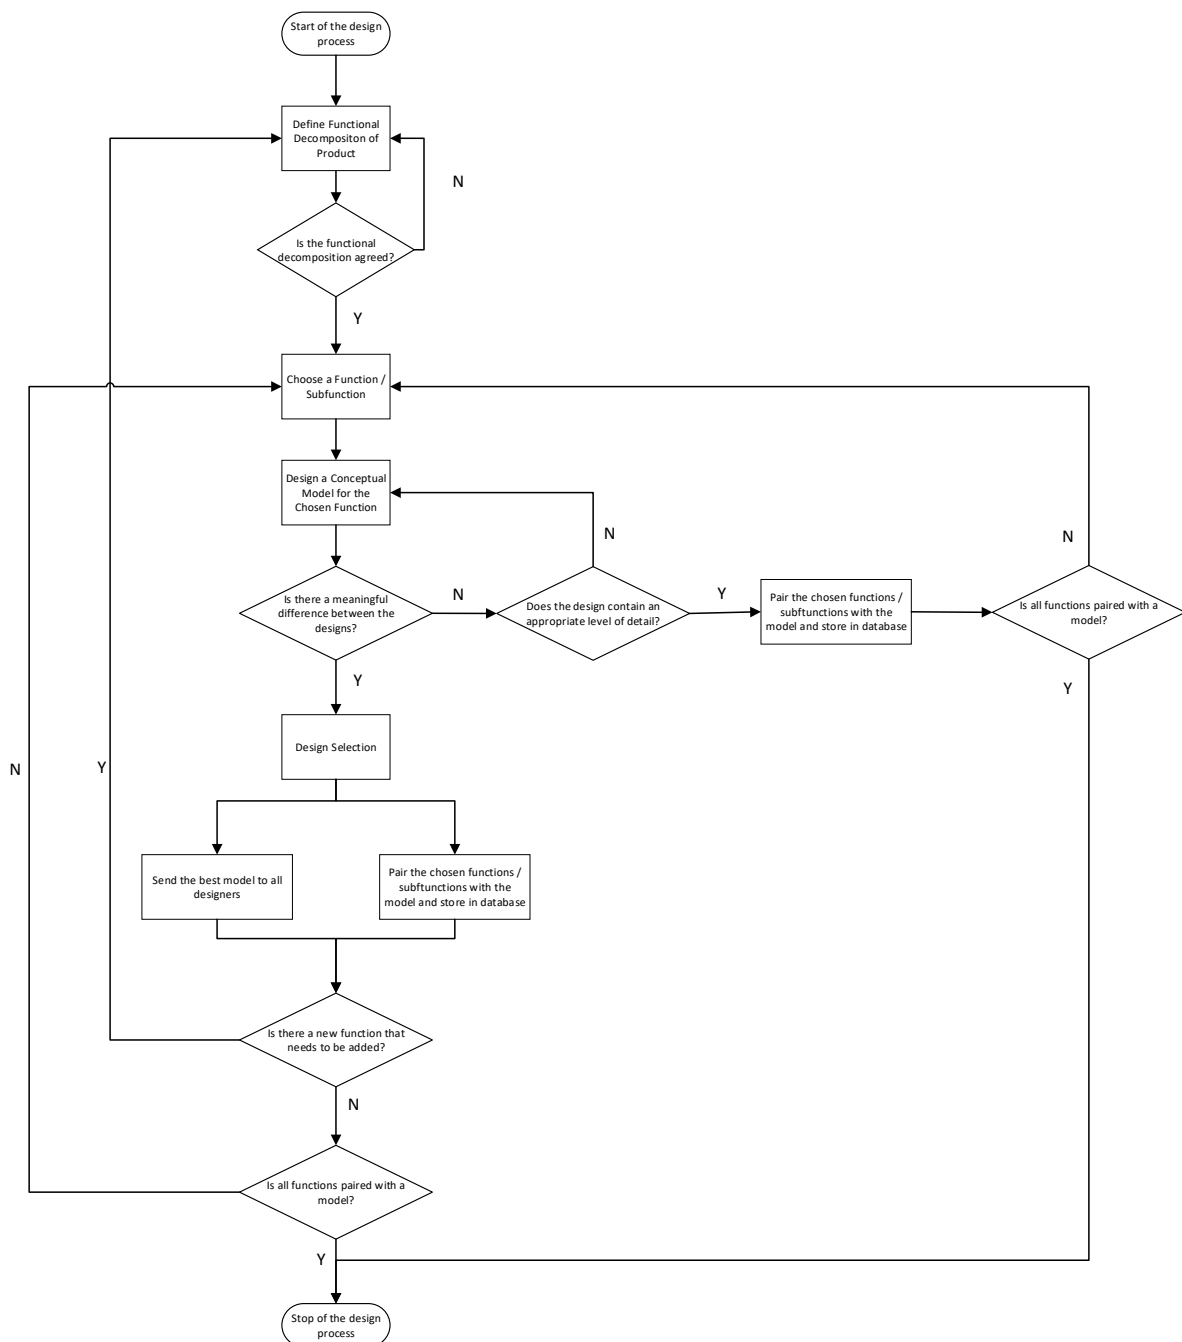 Start of the design
process
Define Functional
Decompositon of
Product
N
Is the functional
decomposition agreed?
Y
Choose a Function /
Subfunction
Design a Conceptual
Model for the
Chosen Function
N
N
Is there a meaningful
difference between the
designs?
N
Does the design contain an
appropriate level of detail?
Y
Pair the chosen functions /
subftunctions with the
model and store in database
Is all functions paired with a
model?
Y
Y
Design Selection
N
Y
Send the best model to all
designers
Pair the chosen functions /
subftunctions with the
model and store in database
Is there a new function that
needs to be added?
N
Is all functions paired with a
model?
Y
Stop of the design
process